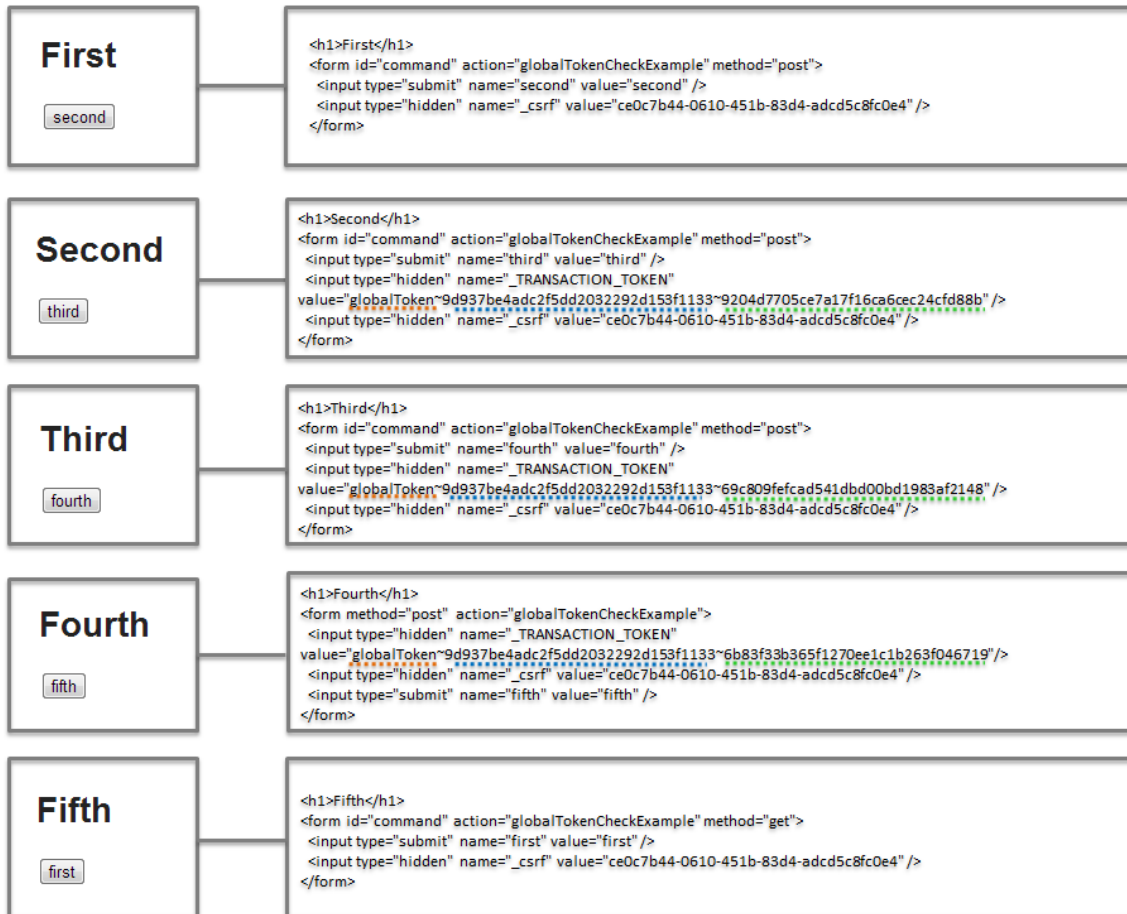 First
second
<h1>First</h1>
<form id="command" action="globalTokenCheckExample" method="post">
<input type="submit" name="second" value="second" />
<input type="hidden" name="_csrf" value="ce0c7b44-0610-451b-83d4-adcd5c8fc0e4" />
</form>
Second
third
<h1>Second</h1>
<form id="command" action="globalTokenCheckExample" method="post">
<input type="submit" name="third" value="third" />
<input type="hidden" name="_TRANSACTION_TOKEN"
value="globalToken~9d937be4adc2f5dd2032292d153f1133~9204d7705ce7a17f16ca6cec24cfd88b" />
<input type="hidden" name="_csrf" value="ce0c7b44-0610-451b-83d4-adcd5c8fc0e4" />
</form>
Third
fourth
<h1>Third</h1>
<form id="command" action="globalTokenCheckExample" method="post">
<input type="submit" name="fourth" value="fourth" />
<input type="hidden" name="_TRANSACTION_TOKEN"
value="globalToken~9d937be4adc2f5dd2032292d153f1133~69c809fefcad541dbd00bd1983af2148" />
<input type="hidden" name="_csrf" value="ce0c7b44-0610-451b-83d4-adcd5c8fc0e4" />
</form>
Fourth
fifth
<h1>Fourth</h1>
<form method="post" action="globalTokenCheckExample">
<input type="hidden" name="_TRANSACTION_TOKEN"
value="globalToken~9d937be4adc2f5dd2032292d153f1133~6b83f33b365f1270ee1c1b263f046719"/>
<input type="hidden" name="_csrf" value="ce0c7b44-0610-451b-83d4-adcd5c8fc0e4" />
<input type="submit" name="fifth" value="fifth" />
</form>
Fifth
first
<h1>Fifth</h1>
<form id="command" action="globalTokenCheckExample" method="get">
<input type="submit" name="first" value="first" />
<input type="hidden" name="_csrf" value="ce0c7b44-0610-451b-83d4-adcd5c8fc0e4" />
</form>